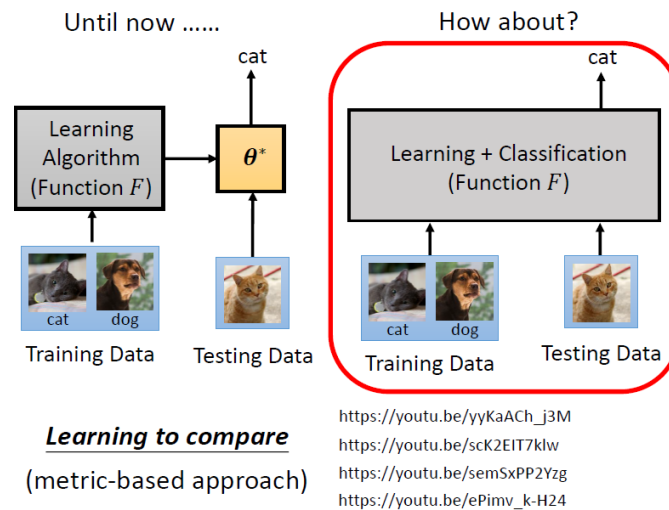 Until now ……
cat
Learning
Algorithm
(Function F)
θ*
cat
dog
Training Data
Testing Data
How about?
cat
Learning + Classification
(Function F)
cat
dog
Training Data
Testing Data
Learning to compare
(metric-based approach)
https://youtu.be/yyKaACh_j3M
https://youtu.be/scK2EIT7klw
https://youtu.be/semSxPP2Yzg
https://youtu.be/ePimv_k-H24